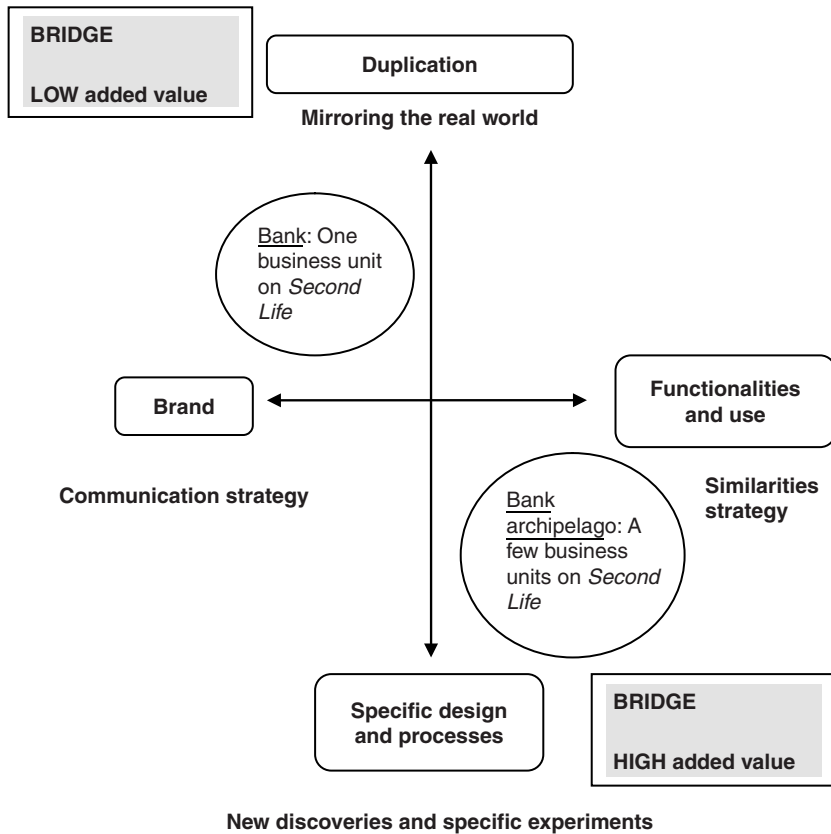 BRIDGE
LOW added value
Duplication
Mirroring the real world
Bank: One
business unit
on Second
Life
Brand
Functionalities
and use
Communication strategy
Similarities
strategy
Bank
archipelago: A
few business
units on Second
Life
Specific design
and processes
BRIDGE
HIGH added value
New discoveries and specific experiments